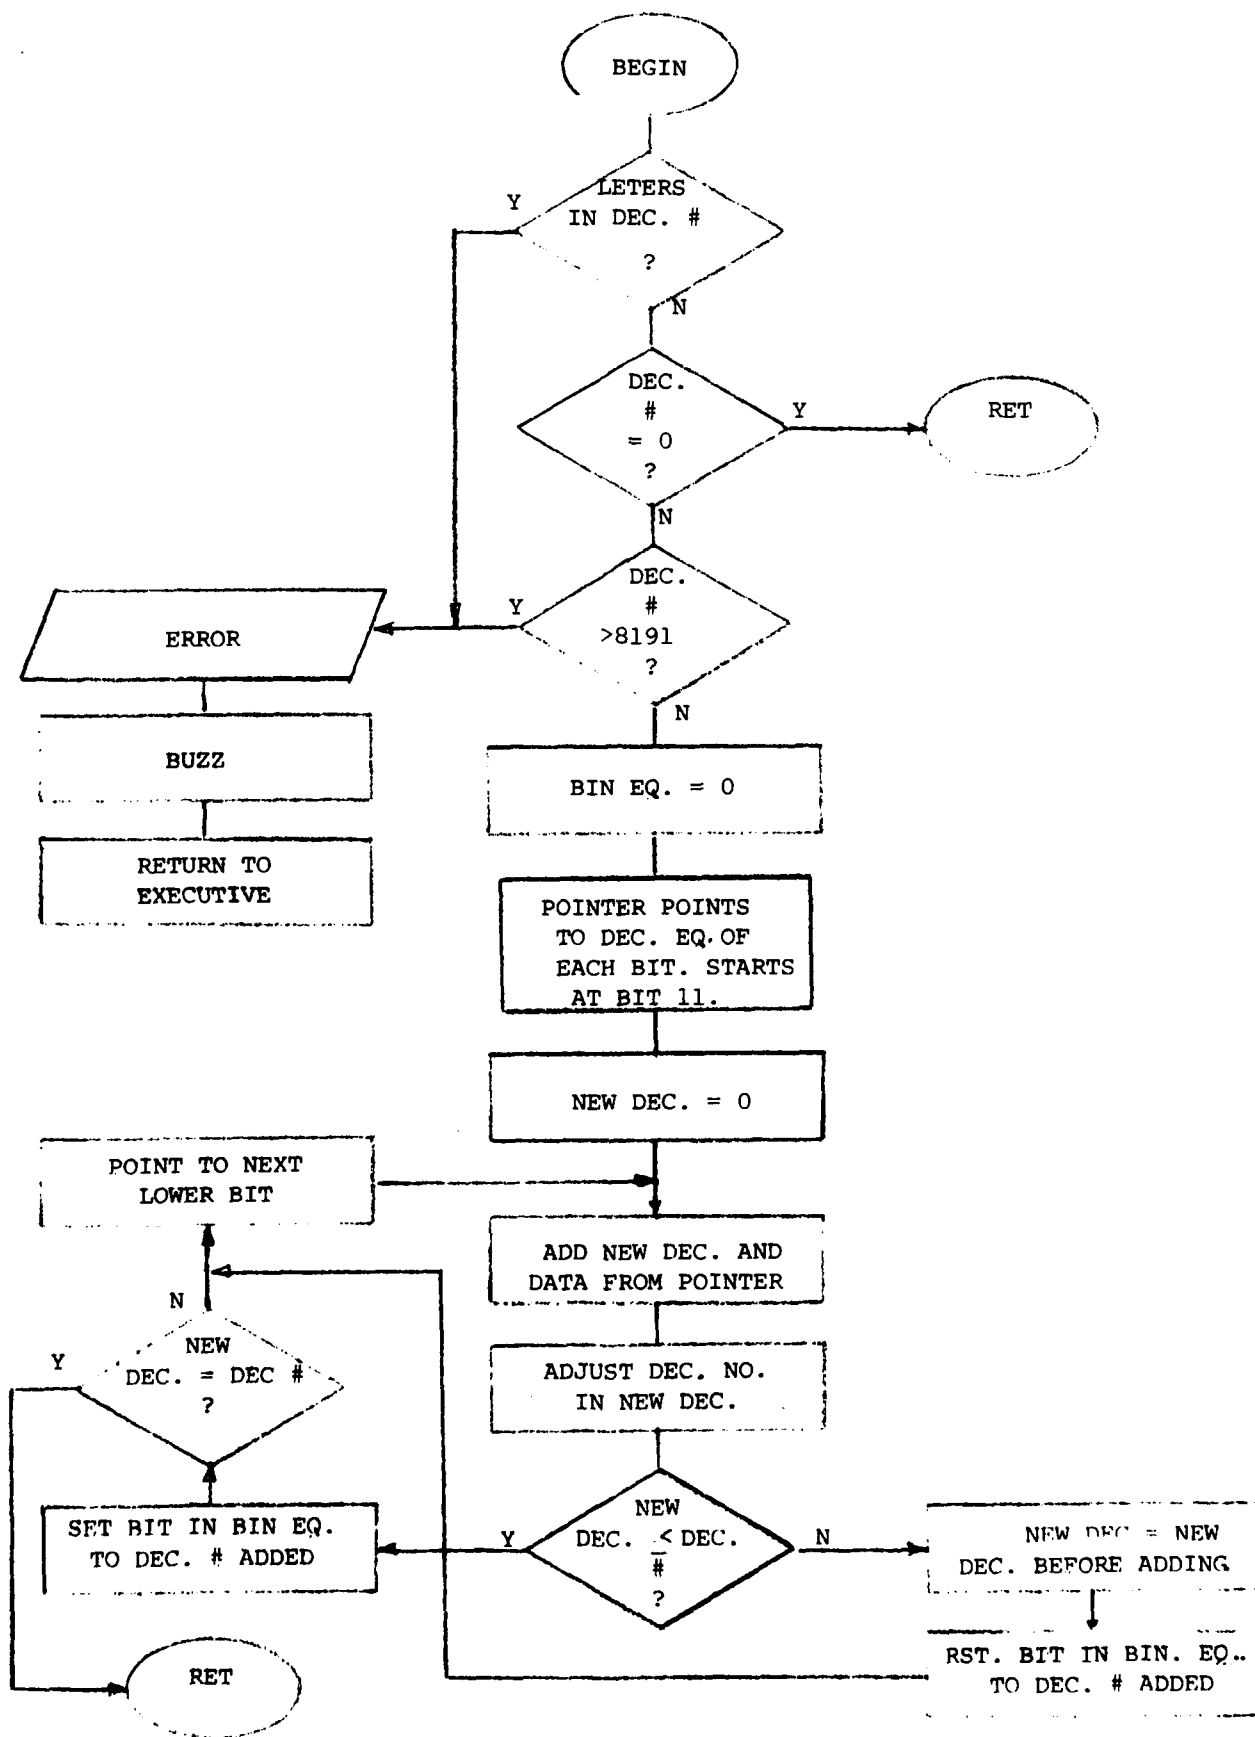 BEGIN
LETERS
IN DEC. #
?
Y
N
DEC.
#
= 0
?
Y
RET
N
DEC.
#
>8191
?
Y
N
ERROR
BUZZ
RETURN TO
EXECUTIVE
BIN EQ. = 0
POINTER POINTS
TO DEC. EQ. OF
EACH BIT. STARTS
AT BIT 11.
NEW DEC. = 0
POINT TO NEXT
LOWER BIT
ADD NEW DEC. AND
DATA FROM POINTER
ADJUST DEC. NO.
IN NEW DEC.
N
NEW
DEC. = DEC #
?
Y
NEW
DEC. ≤ DEC.
#
?
Y
N
SET BIT IN BIN EQ.
TO DEC. # ADDED
NEW DEC = NEW
DEC. BEFORE ADDING
RST. BIT IN BIN. EQ..
TO DEC. # ADDED
RET